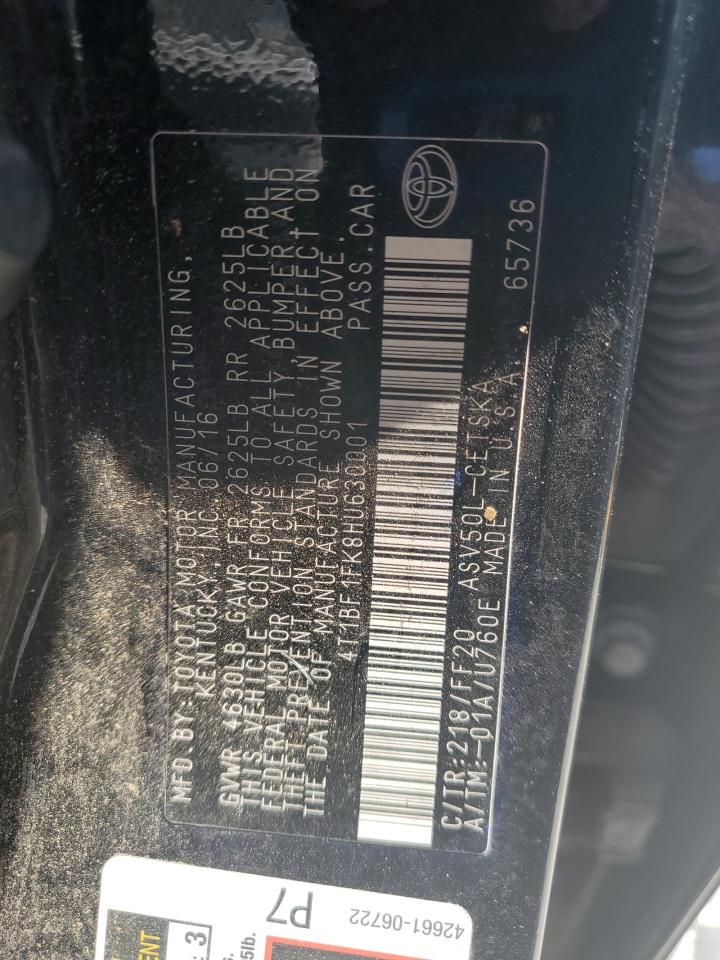 MFD.BY:TOYOTA MOTOR MANUFACTURING,
KENTUCKY,INC. 06/16
GVWR 4630LB GAWR FR 2625LB RR 2625LB
THIS VEHICLE CONFORMS TO ALL APPLICABLE
FEDERAL MOTOR VEHICLE SAFETY,BUMPER,AND
THEFT PREVENTION STANDARDS IN EFFECT ON
THE DATE OF MANUFACTURE SHOWN ABOVE.
4T1BF1FK8HU630001 PASS.CAR
C/TR:218/FF20 ASV50L-CETSKA
A/TM:-01A/U760E MADE IN U.S.A. 65736
P7
42661-06722
3